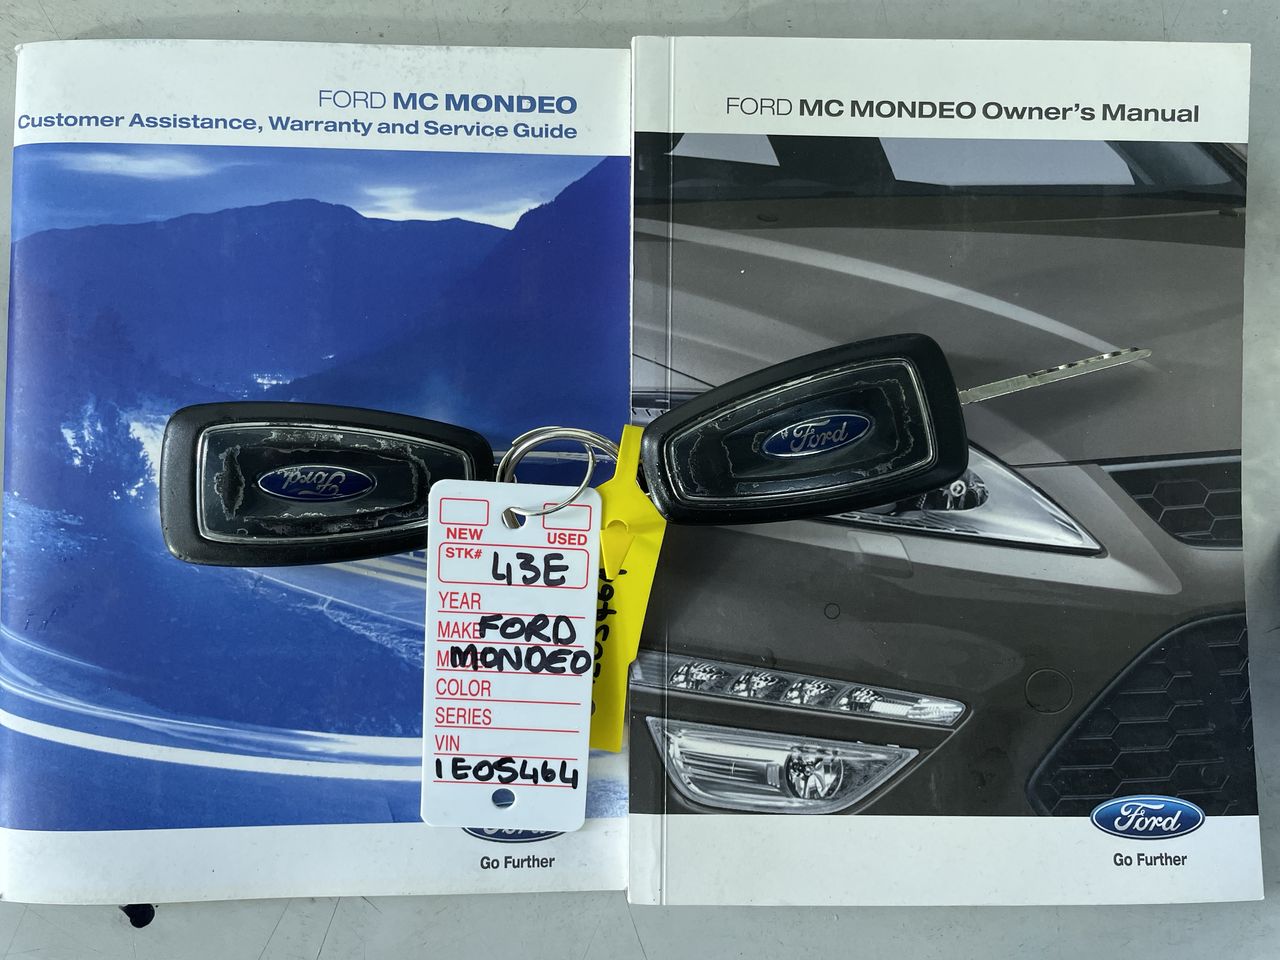 FORD MC MONDEO
Customer Assistance, Warranty and Service Guide
FORD MC MONDEO Owner's Manual
Ford
Ford
NEW
USED
STK# 43E
YEAR
MAKE FORD
MONDEO
COLOR
SERIES
VIN
1E05464
Go Further
Ford
Go Further